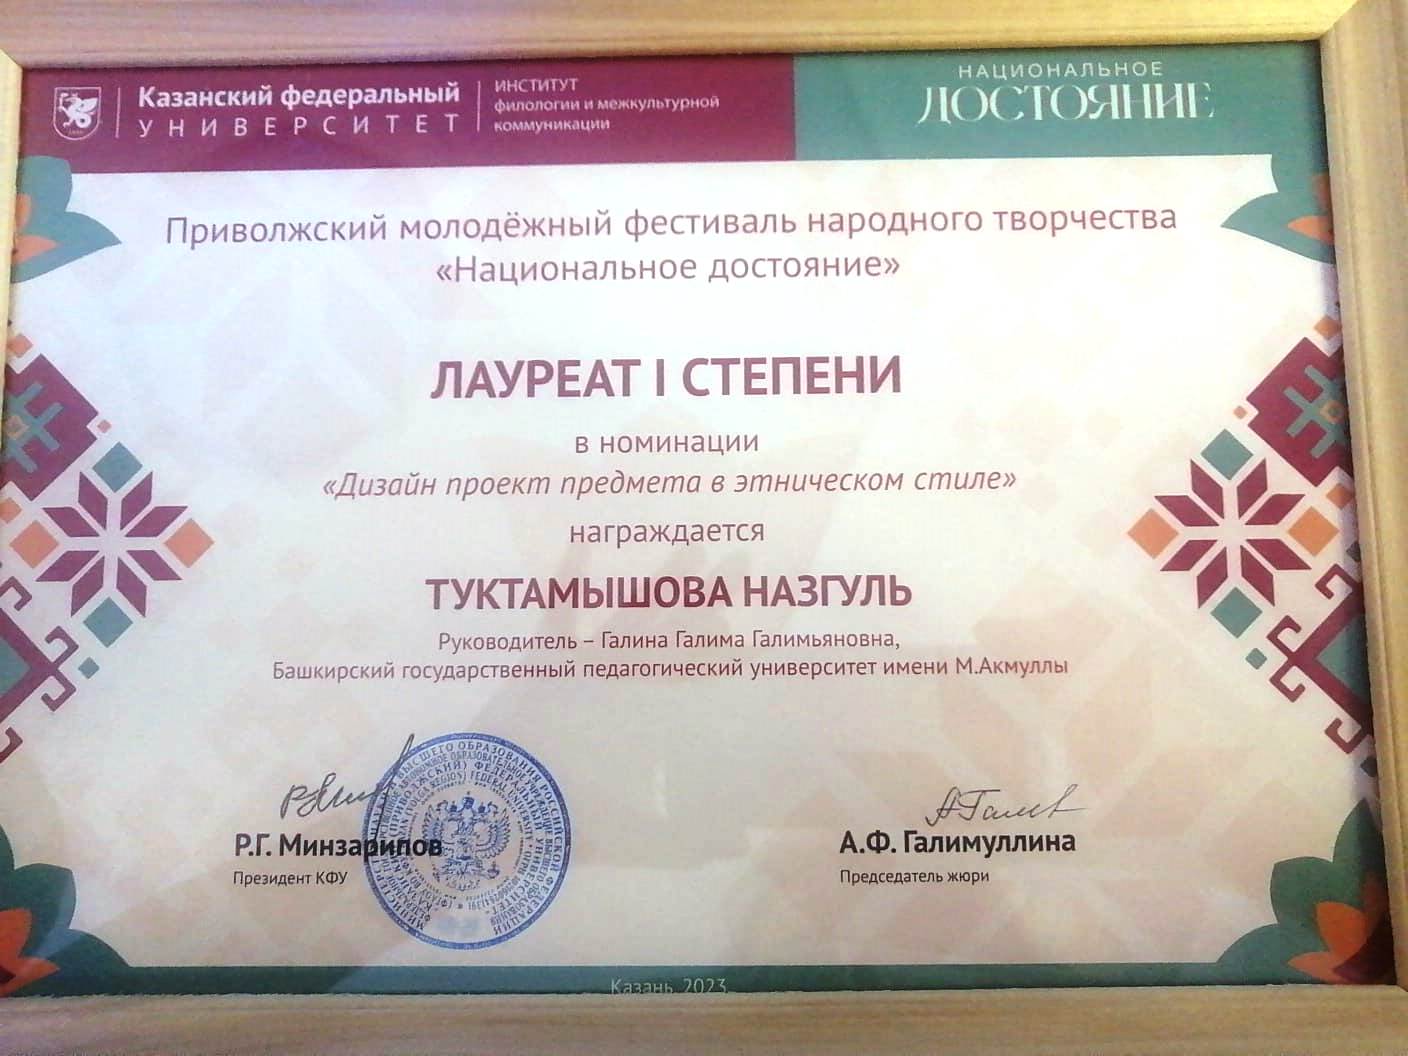 Казанский федеральный
УНИВЕРСИТЕТ
ИНСТИТУТ
филологии и межкультурной
коммуникации
НАЦИОНАЛЬНОЕ
ДОСТОЯНИЕ
Приволжский молодёжный фестиваль народного творчества
«Национальное достояние»
ЛАУРЕАТ I СТЕПЕНИ
в номинации
«Дизайн проект предмета в этническом стиле»
награждается
ТУКТАМЫШОВА НАЗГУЛЬ
Руководитель – Галина Галима Галимьяновна,
Башкирский государственный педагогический университет имени М.Акмуллы
Р.Г. Минзарипов
Президент КФУ
А.Ф. Галимуллина
Председатель жюри
Казань, 2023